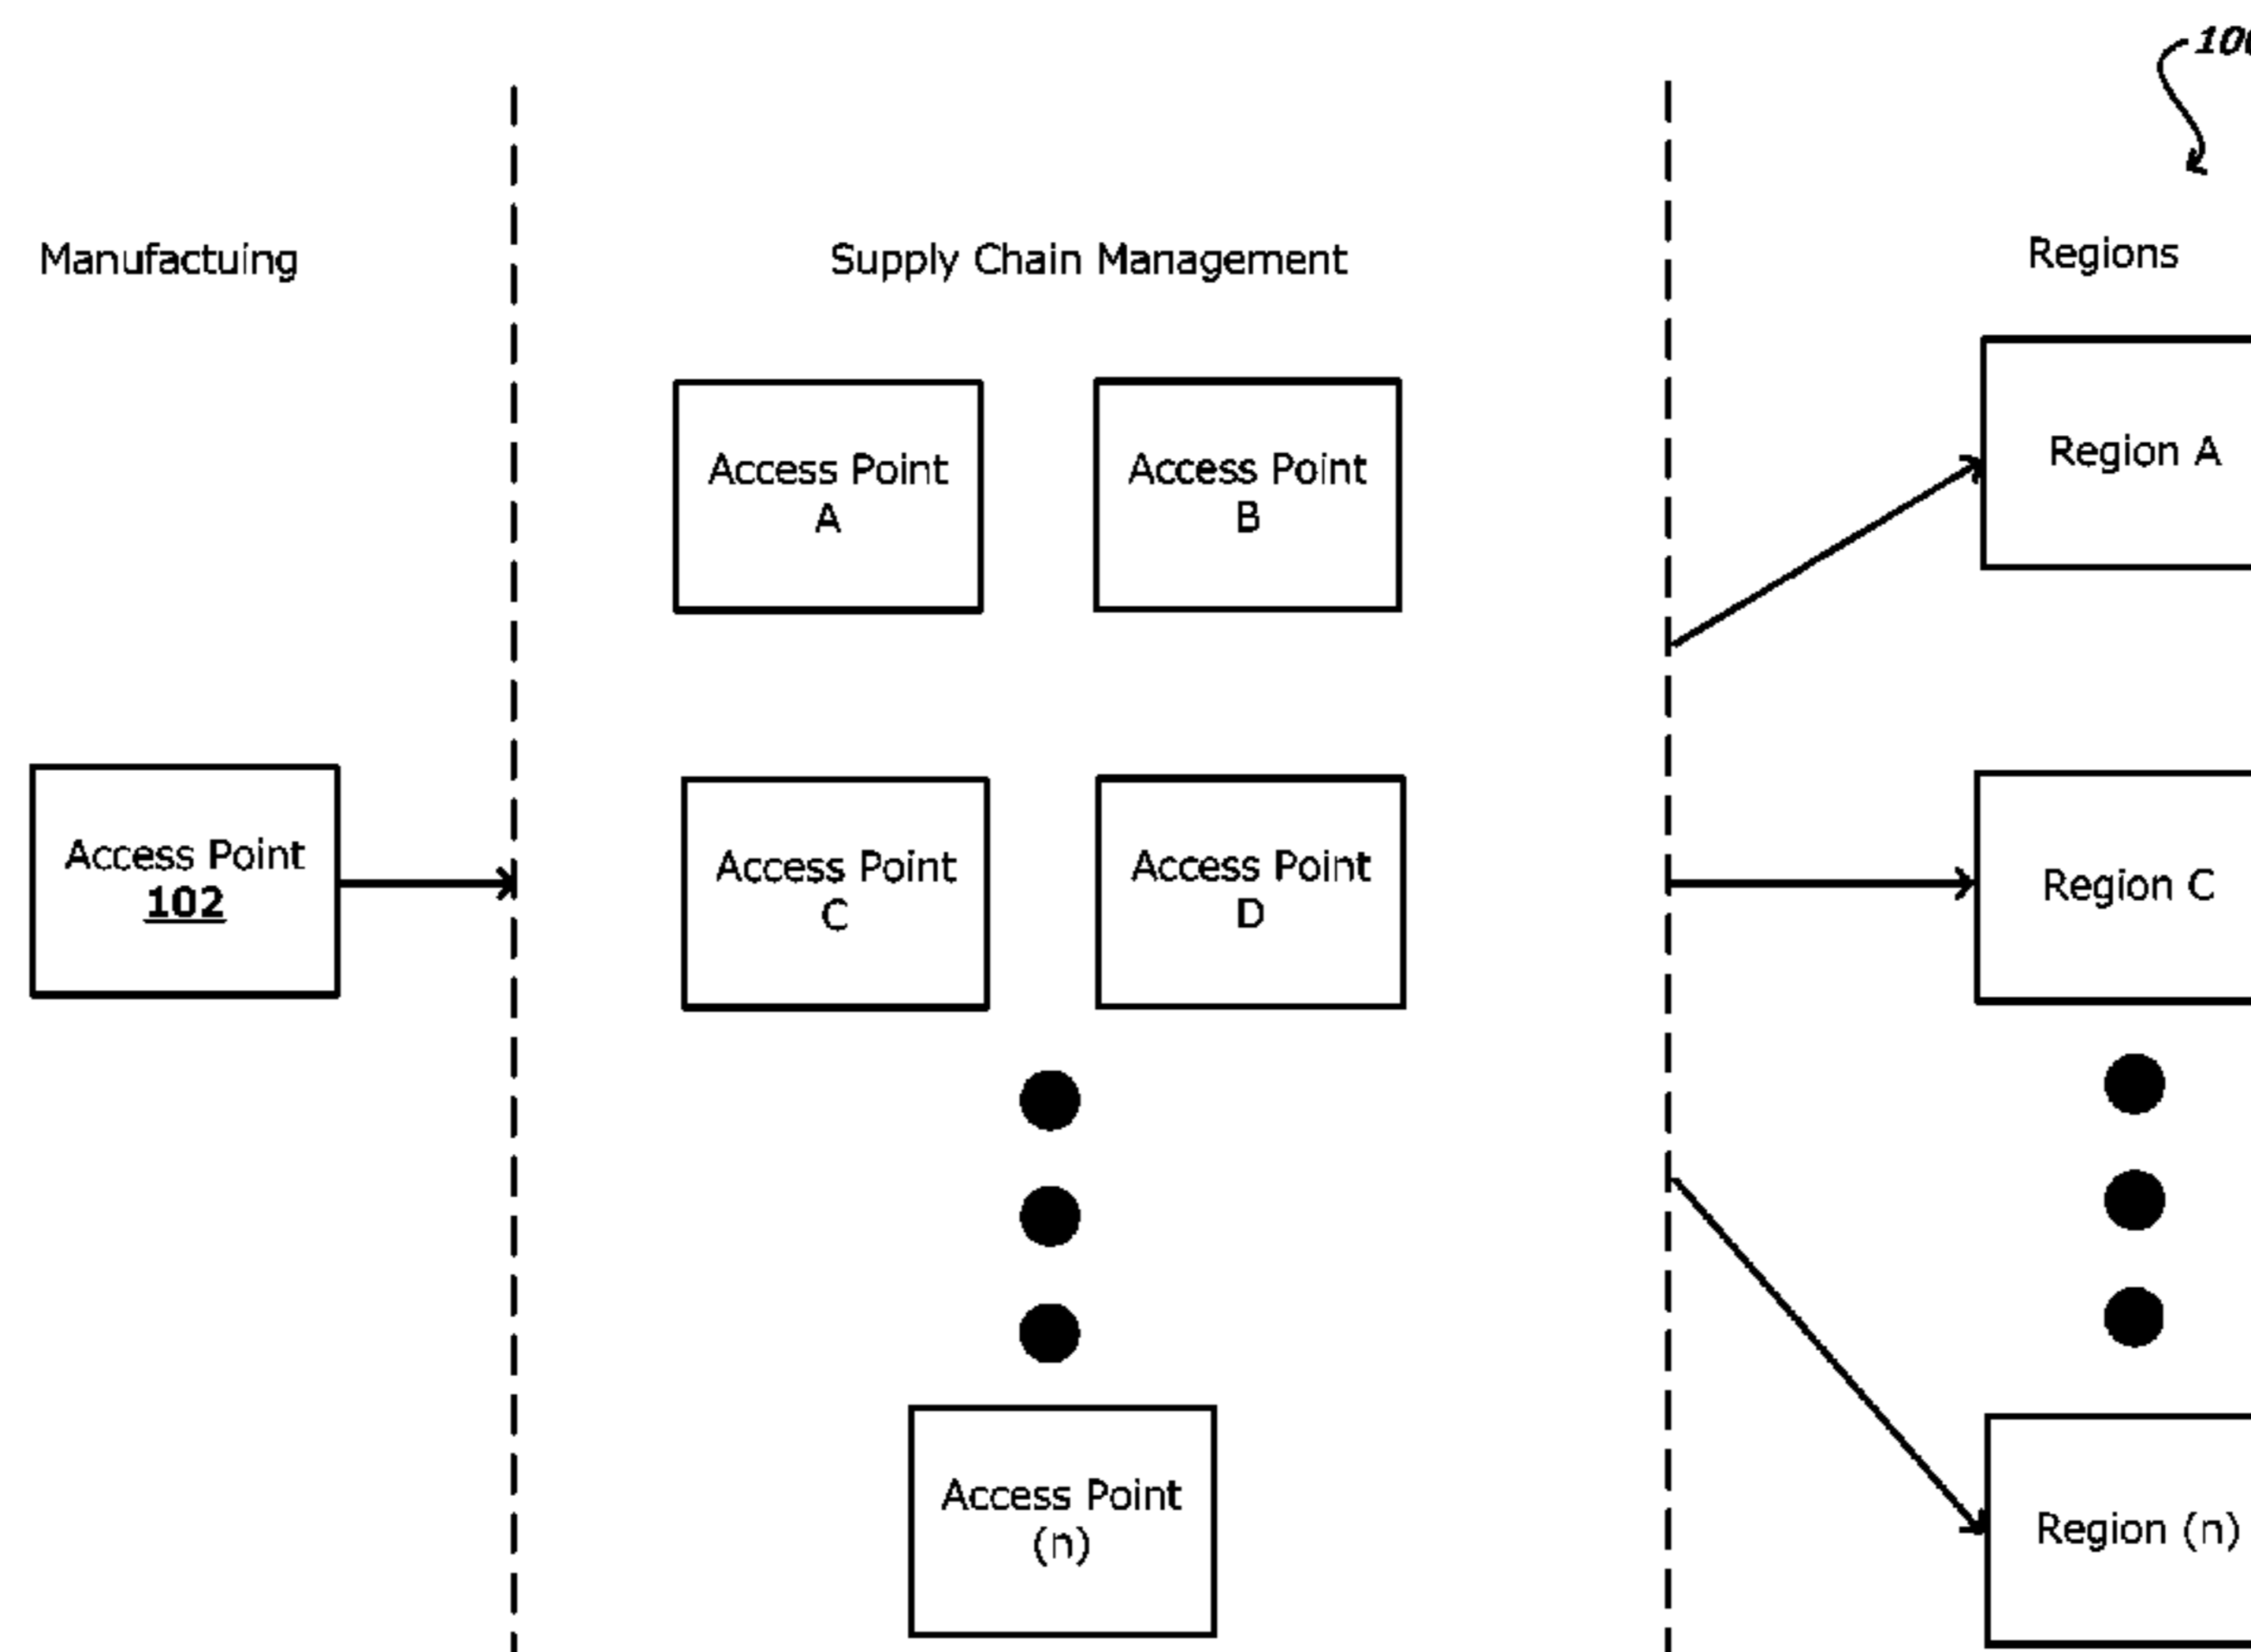 Manufactuing
Supply Chain Management
Regions
Access Point
A
Access Point
B
Region A
Access Point
102
Access Point
C
Access Point
D
Region C
Access Point
(n)
Region (n)